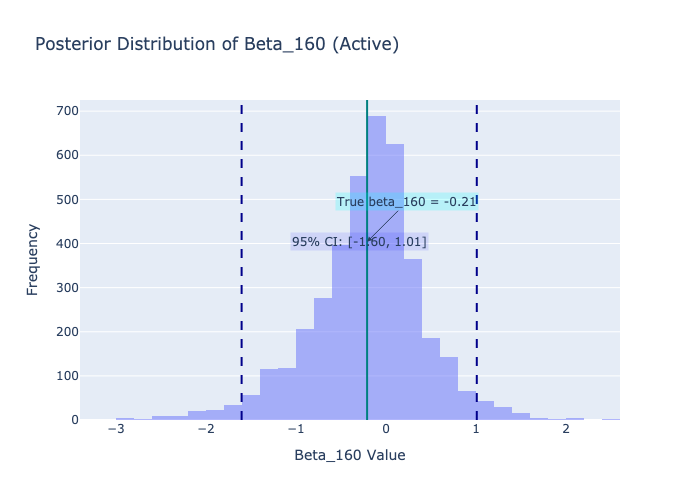 Posterior Distribution of Beta_160 (Active)
700
600
500
400
300
200
100
0
Frequency
True beta_160 = -0.21
95% CI: [-1.60, 1.01]
−3
−2
−1
0
1
2
Beta_160 Value